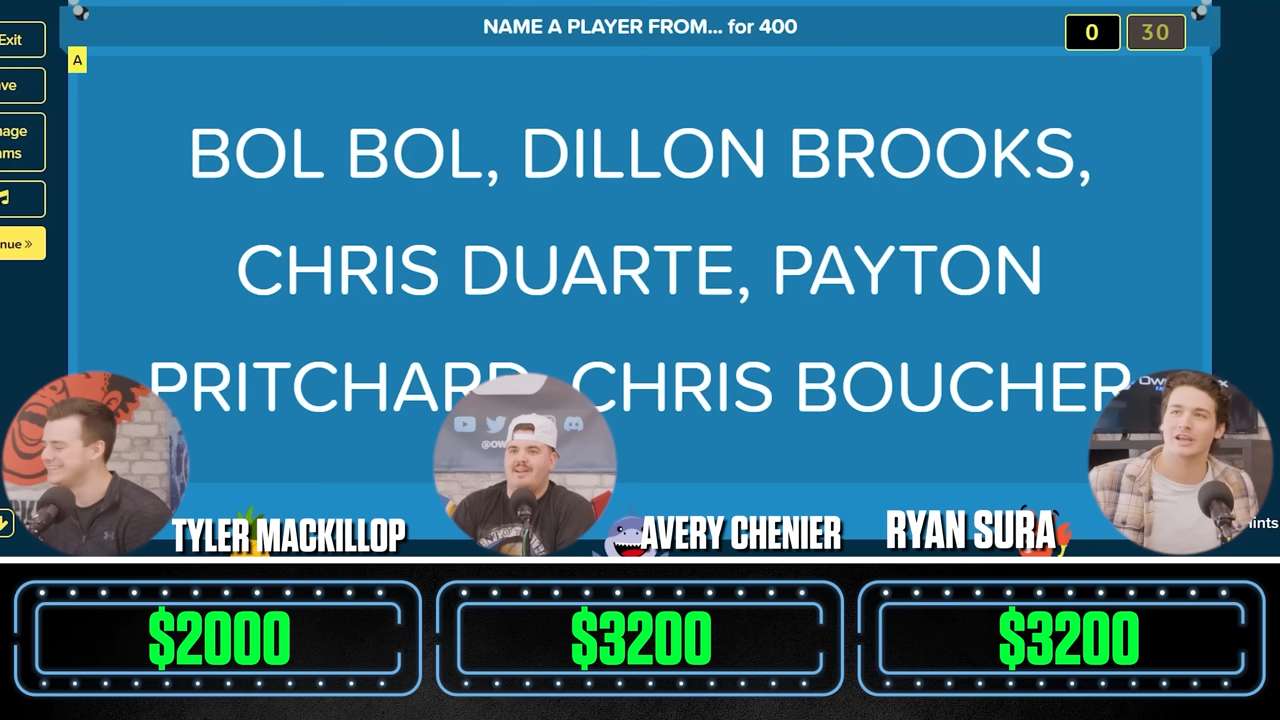 Exit
NAME A PLAYER FROM... for 400
0
30
A
BOL BOL, DILLON BROOKS,
CHRIS DUARTE, PAYTON
PRITCHARD, CHRIS BOUCHER
TYLER MACKILLOP
AVERY CHENIER
RYAN SURA
$2000
$3200
$3200